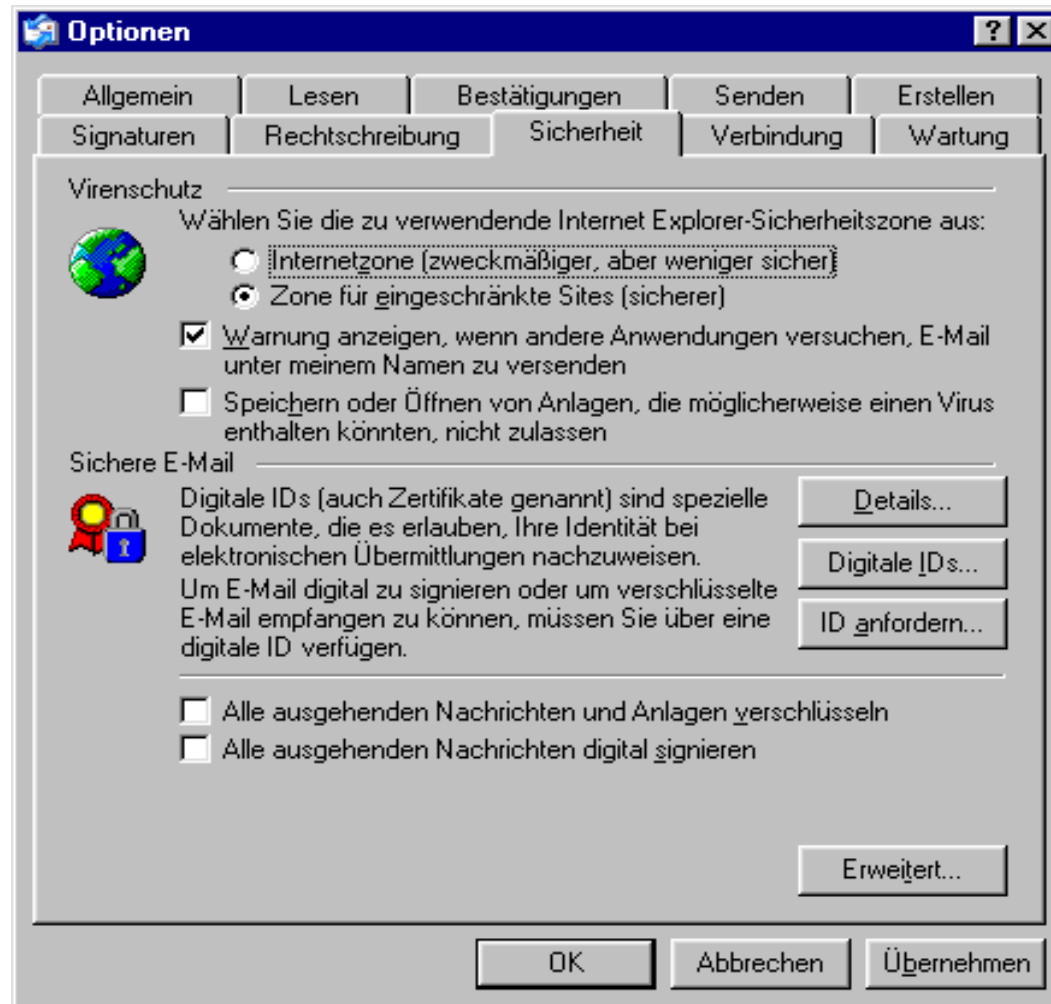 Optionen
Allgemein Lesen Bestätigungen Senden Erstellen
Signaturen Rechtschreibung Sicherheit Verbindung Wartung
Virenschutz
Wählen Sie die zu verwendende Internet Explorer-Sicherheitszone aus:
Internetzone (zweckmäßiger, aber weniger sicher)
Zone für eingeschränkte Sites (sicherer)
Warnung anzeigen, wenn andere Anwendungen versuchen, E-Mail
unter meinem Namen zu versenden
Speichern oder Öffnen von Anlagen, die möglicherweise einen Virus
enthalten könnten, nicht zulassen
Sichere E-Mail
Digitale IDs (auch Zertifikate genannt) sind spezielle
Dokumente, die es erlauben, Ihre Identität bei
elektronischen Übermittlungen nachzuweisen.
Um E-Mail digital zu signieren oder um verschlüsselte
E-Mail empfangen zu können, müssen Sie über eine
digitale ID verfügen.
Details...
Digitale IDs...
ID anfordern...
Alle ausgehenden Nachrichten und Anlagen verschlüsseln
Alle ausgehenden Nachrichten digital signieren
Erweitert...
OK Abbrechen Übernehmen